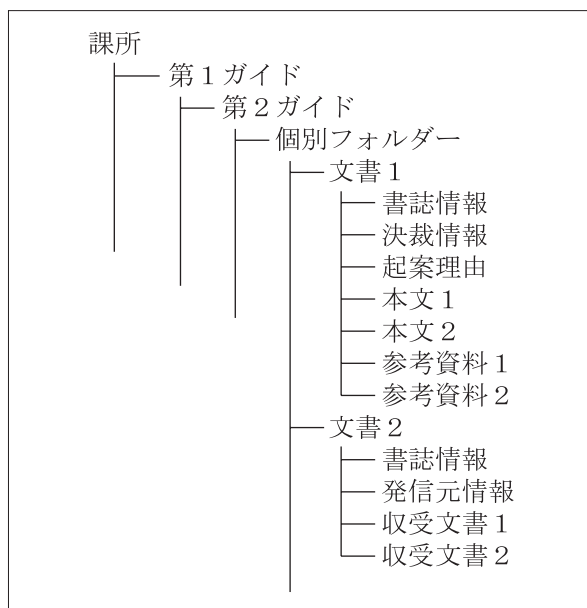 課所
第１ガイド
第２ガイド
個別フォルダー
文書１
書誌情報
決裁情報
起案理由
本文１
本文２
参考資料１
参考資料２
文書２
書誌情報
発信元情報
収受文書１
収受文書２